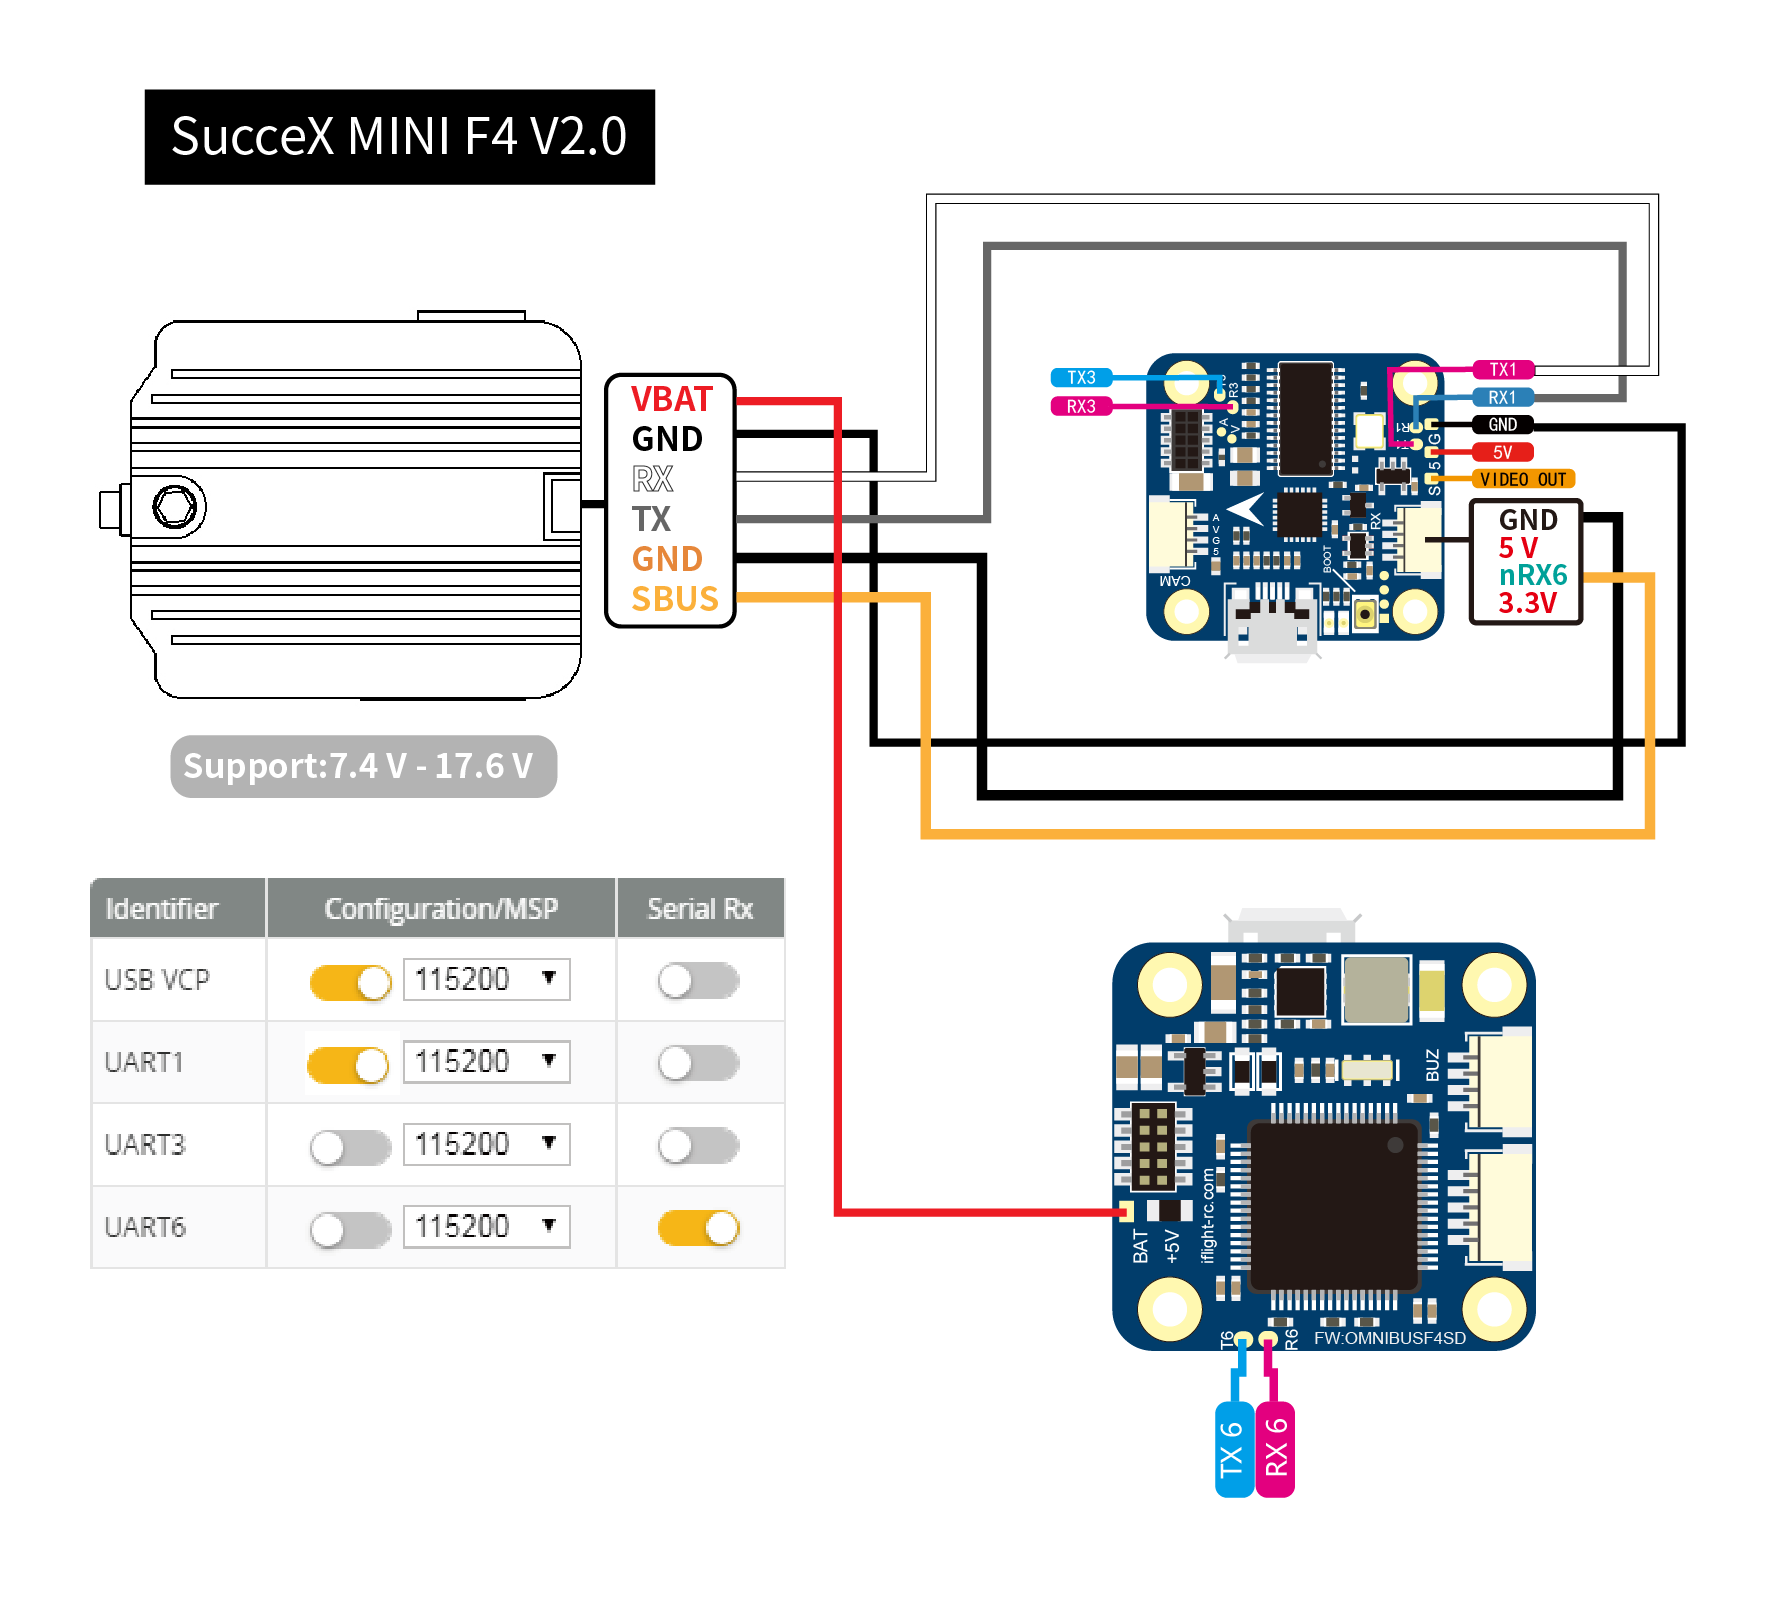 SucceX MINI F4 V2.0
VBAT
GND
RX
TX
GND
SBUS
Support:7.4 V - 17.6 V
TX3
RX3
R3
A
V
A
V
G
5
CAM
BOOT
RX
R1
G
5
S
TX1
RX1
GND
5V
VIDEO OUT
GND
5 V
nRX6
3.3V
Identifier Configuration/MSP Serial Rx
USB VCP 115200
UART1 115200
UART3 115200
UART6 115200
BUZ
BAT
+5V
iflight-rc.com
T6
R6
FW:OMNIBUSF4SD
TX 6
RX 6